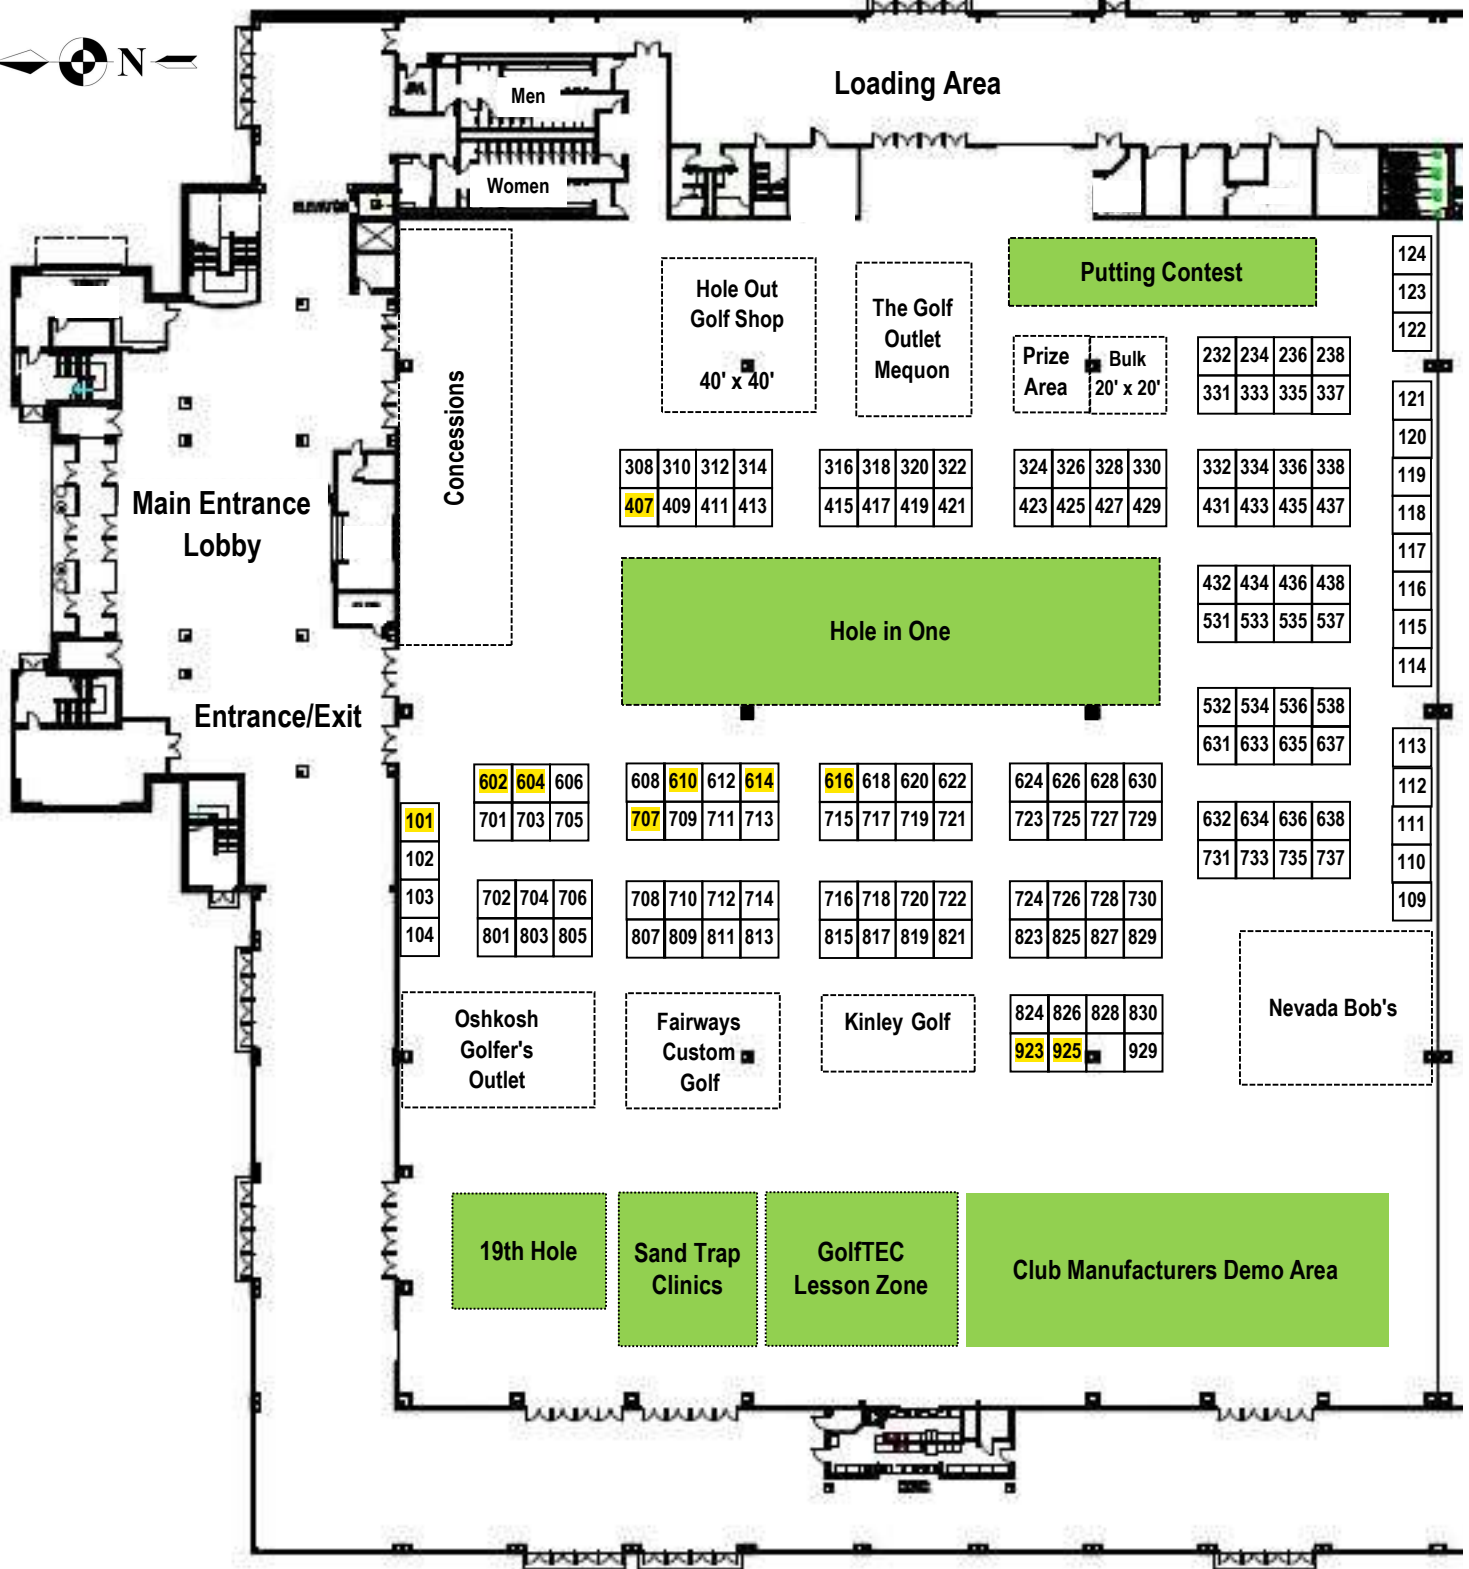 N
Loading Area
Men
Women
Putting Contest
Hole Out
Golf Shop
40' x 40'
The Golf
Outlet
Mequon
Prize
Area
Bulk
20' x 20'
Concessions
Main Entrance
Lobby
Entrance/Exit
124
123
122
232 234 236 238
331 333 335 337
121
120
119
118
117
116
115
114
308 310 312 314
407 409 411 413
316 318 320 322
415 417 419 421
324 326 328 330
423 425 427 429
332 334 336 338
431 433 435 437
432 434 436 438
531 533 535 537
Hole in One
532 534 536 538
631 633 635 637
113
112
111
110
109
101
102
103
104
602 604 606
701 703 705
608 610 612 614
707 709 711 713
616 618 620 622
715 717 719 721
624 626 628 630
723 725 727 729
632 634 636 638
731 733 735 737
702 704 706
801 803 805
708 710 712 714
807 809 811 813
716 718 720 722
815 817 819 821
724 726 728 730
823 825 827 829
Oshkosh
Golfer's
Outlet
Fairways
Custom
Golf
Kinley Golf
824 826 828 830
923 925 929
Nevada Bob's
19th Hole
Sand Trap
Clinics
GolfTEC
Lesson Zone
Club Manufacturers Demo Area